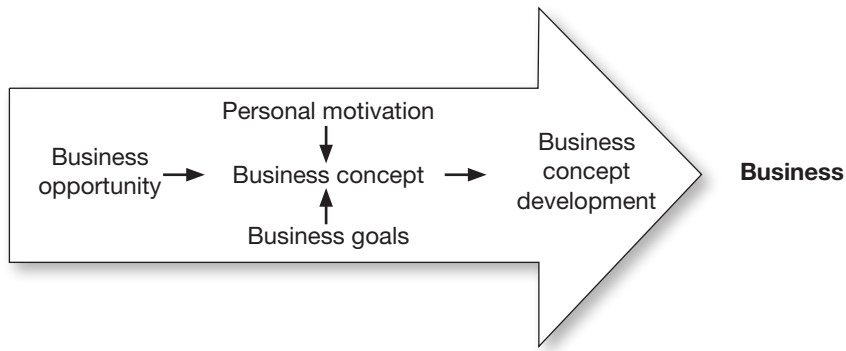 Personal motivation
Business
opportunity
Business concept
Business goals
Business
concept
development
Business